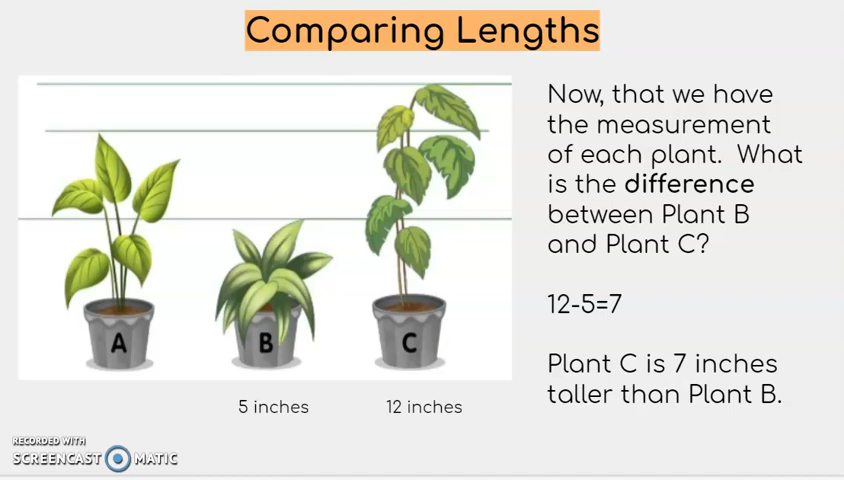 Comparing Lengths
Now, that we have
the measurement
of each plant. What
is the difference
between Plant B
and Plant C?
12-5=7
Plant C is 7 inches
taller than Plant B.
A
B
C
5 inches
12 inches
RECORDED WITH
SCREENCAST MATIC